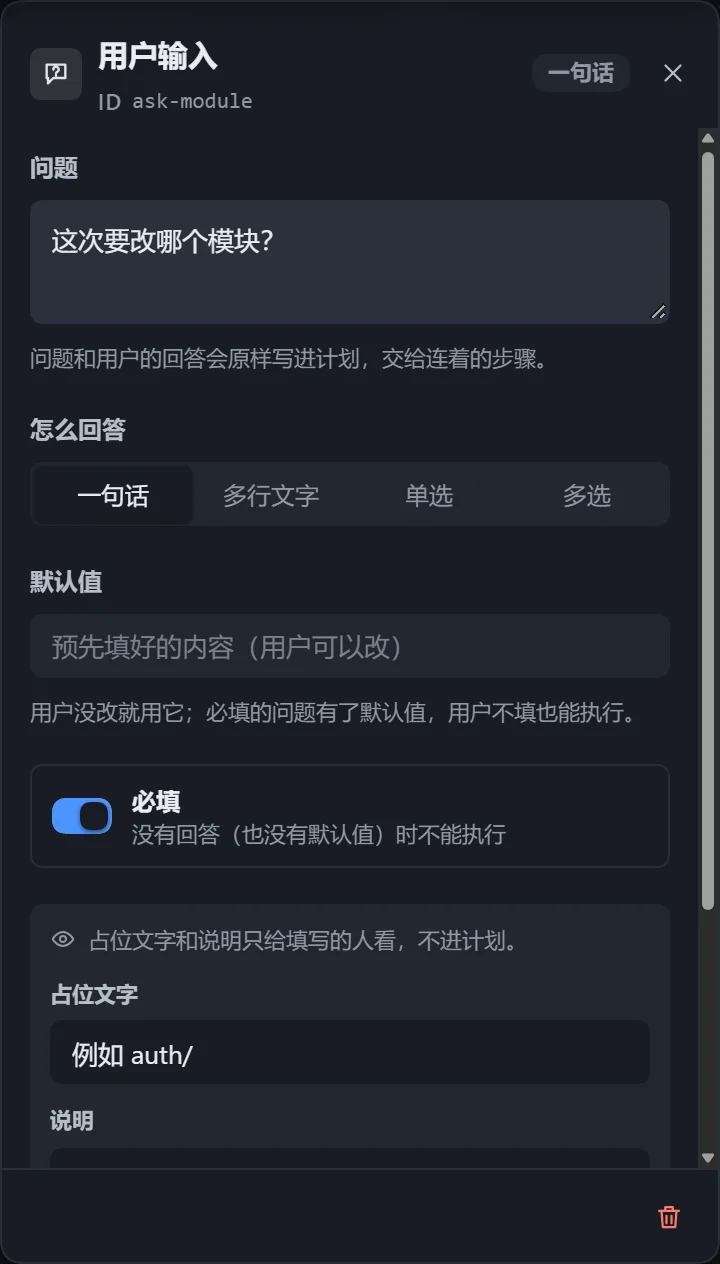 用户输入
ID ask-module
一句话
问题
这次要改哪个模块？
问题和用户的回答会原样写进计划，交给连着的步骤。
怎么回答
一句话 多行文字 单选 多选
默认值
预先填好的内容（用户可以改）
用户没改就用它；必填的问题有了默认值，用户不填也能执行。
必填
没有回答（也没有默认值）时不能执行
占位文字和说明只给填写的人看，不进计划。
占位文字
例如 auth/
说明